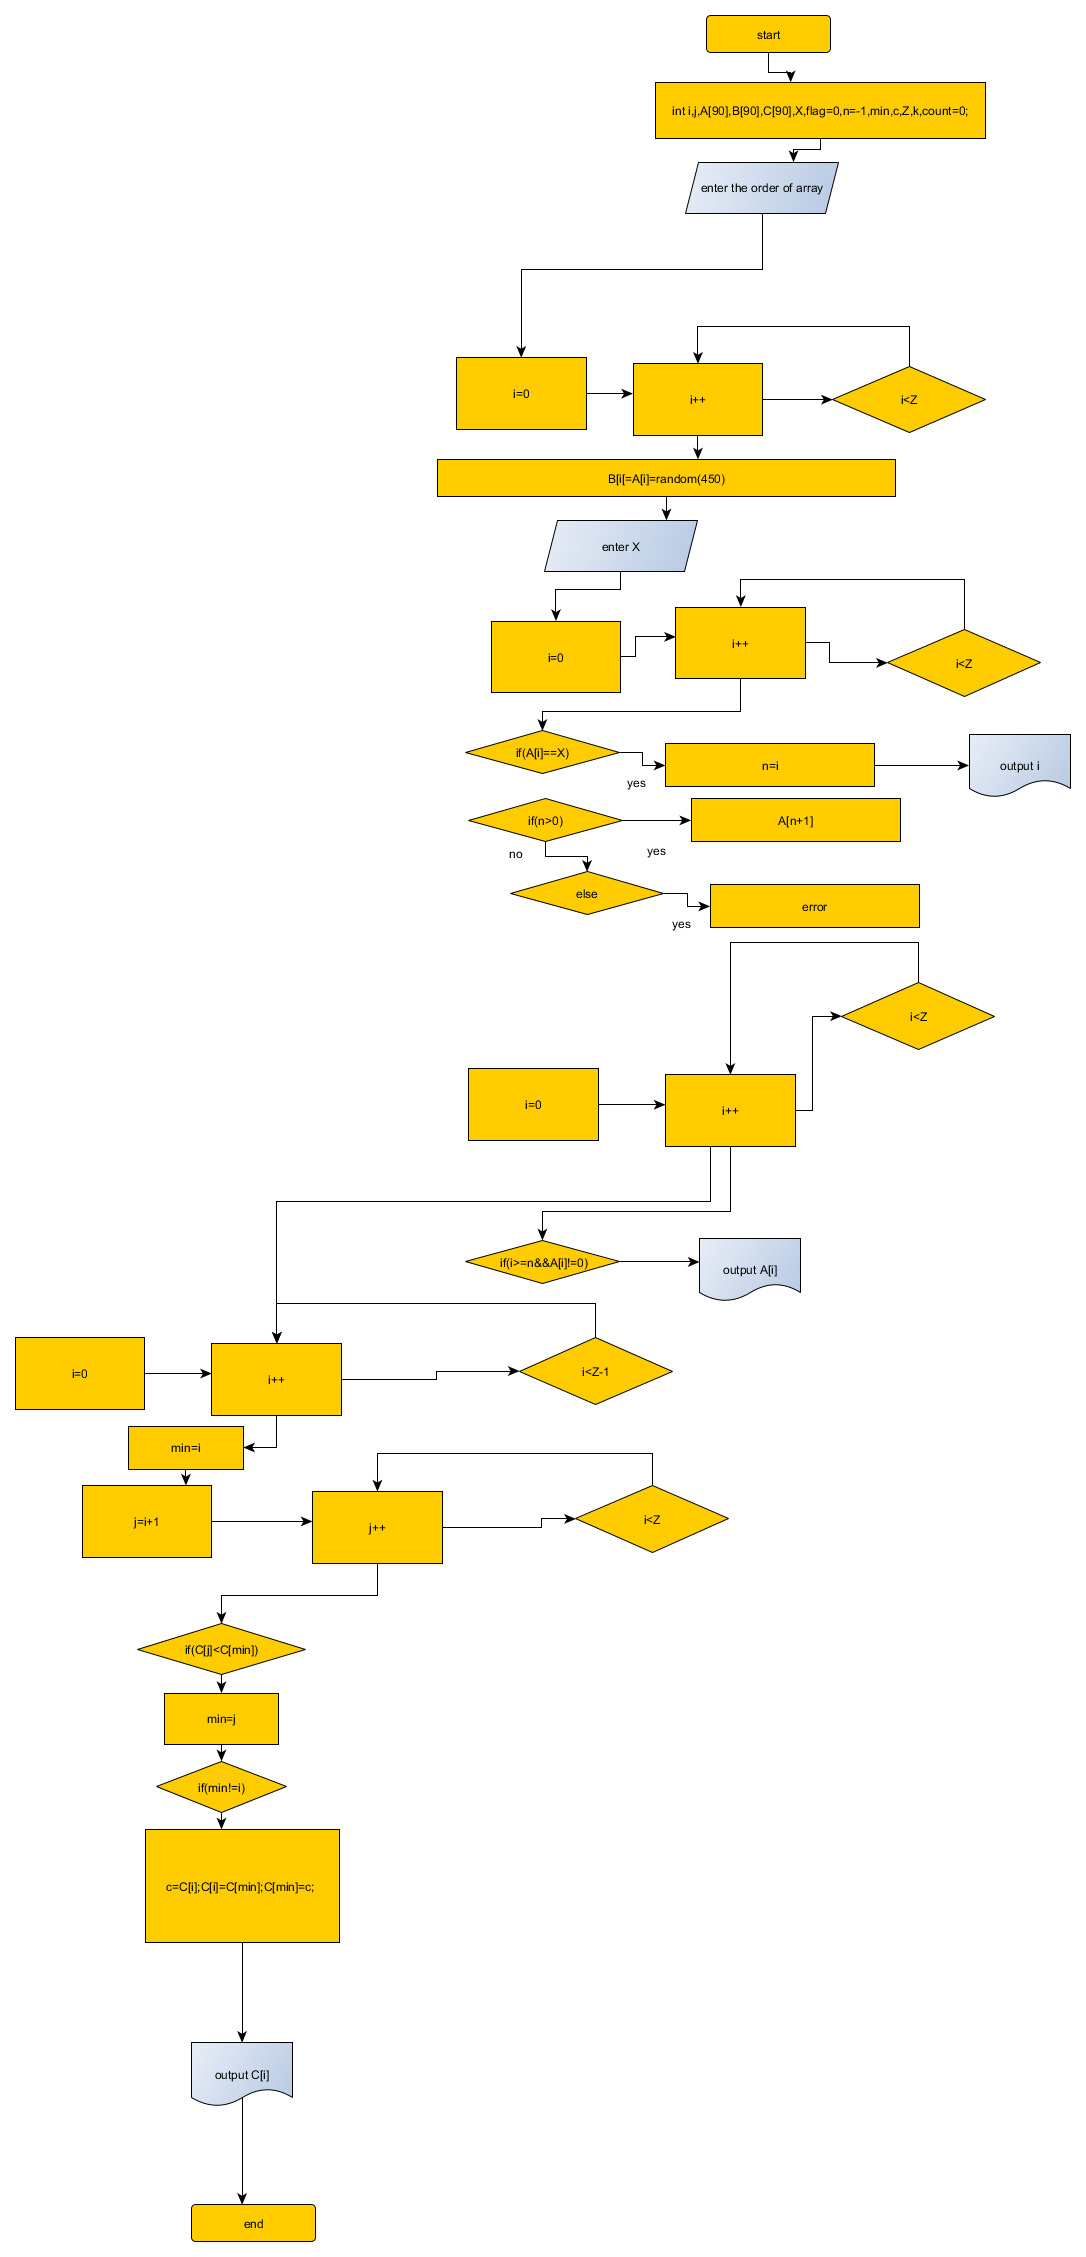 start
int i,j,A[90],B[90],C[90],X,flag=0,n=-1,min,c,Z,k,count=0;
enter the order of array
i=0
i++
i<Z
B[i[=A[i]=random(450)
enter X
i=0
i++
i<Z
if(A[i]==X)
yes
n=i
output i
if(n>0)
yes
A[n+1]
no
else
yes
error
i<Z
i=0
i++
if(i>=n&&A[i]!=0)
output A[i]
i=0
i++
i<Z-1
min=i
j=i+1
j++
i<Z
if(C[j]<C[min])
min=j
if(min!=i)
c=C[i];C[i]=C[min];C[min]=c;
output C[i]
end